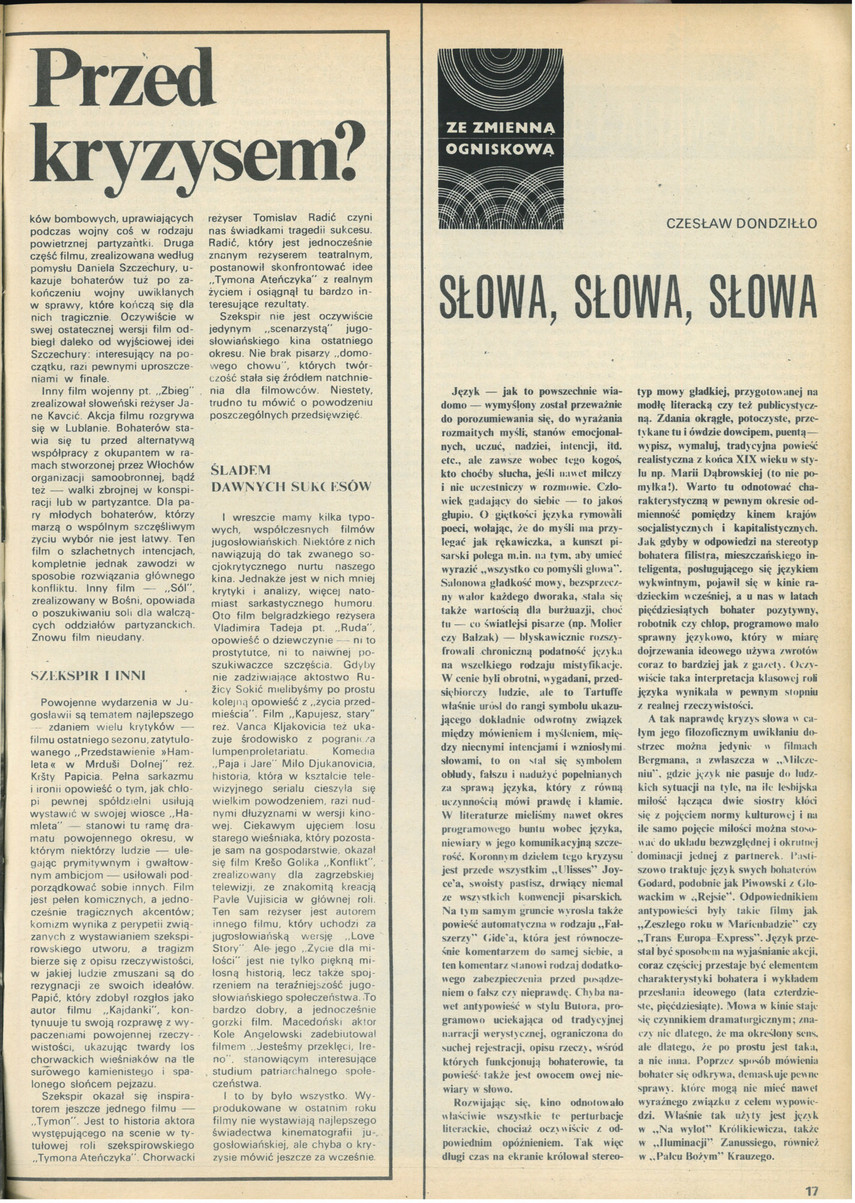 Przed
kryzysem?
ków bombowych, uprawiających
podczas wojny coś w rodzaju
powietrznej partyzantki. Druga
część filmu, zrealizowana według
pomysłu Daniela Szczechury, u-
kazuje bohaterów tuż po za-
kończeniu wojny uwikłanych
w sprawy, które kończą się dla
nich tragicznie. Oczywiście w
swej ostatecznej wersji film od-
biegł daleko od wyjściowej idei
Szczechury: interesujący na po-
czątku, razi pewnymi uproszcze-
niami w finale.
Inny film wojenny pt. „Zbieg"
zrealizował słoweński reżyser Ja-
ne Kavcić. Akcja filmu rozgrywa
się w Lublanie. Bohaterów sta-
wia się tu przed alternatywą
współpracy z okupantem w ra-
mach stworzonej przez Włochów
organizacji samoobronnej, bądź
też — walki zbrojnej w konspi-
racji lub w partyzantce. Dla pa-
ry młodych bohaterów, którzy
marzą o wspólnym szczęśliwym
życiu wybór nie jest łatwy. Ten
film o szlachetnych intencjach,
kompletnie jednak zawodzi w
sposobie rozwiązania głównego
konfliktu. Inny film — „Sól",
zrealizowany w Bośni, opowiada
o poszukiwaniu soli dla walczą-
cych oddziałów partyzanckich.
Znowu film nieudany.
SZEKSPIR I INNI
Powojenne wydarzenia w Ju-
gosławii są tematem najlepszego
— zdaniem wielu krytyków —
filmu ostatniego sezonu, zatytuło-
wanego „Przedstawienie »Ham-
leta« w Mrduši Dolnej" reż.
Kršty Papicia. Pełna sarkazmu
i ironii opowieść o tym, jak chło-
pi pewnej spółdzielni usiłują
wystawić w swojej wiosce „Ha-
mleta" — stanowi tu ramę dra-
matu powojennego okresu, w
którym niektórzy ludzie — ule-
gając prymitywnym i gwałtow-
nym ambicjom — usiłowali pod-
porządkować sobie innych. Film
jest pełen komicznych, a jedno-
cześnie tragicznych akcentów;
komizm wynika z perypetii zwią-
zanych z wystawianiem szekspi-
rowskiego utworu, a tragizm
bierze się z opisu rzeczywistości,
w jakiej ludzie zmuszani są do
rezygnacji ze swoich ideałów.
Papić, który zdobył rozgłos jako
autor filmu „Kajdanki", kon-
tynuuje tu swoją rozprawę z wy-
paczeniami powojennej rzeczy-
wistości, ukazując twardy los
chorwackich wieśniaków na tle
surowego kamienistego i spa-
lonego słońcem pejzażu.
Szekspir okazał się inspira-
torem jeszcze jednego filmu —
„Tymon". Jest to historia aktora
występującego na scenie w ty-
tułowej roli szekspirowskiego
„Tymona Ateńczyka". Chorwacki
reżyser Tomislav Radić czyni
nas świadkami tragedii sukcesu.
Radić, który jest jednocześnie
znanym reżyserem teatralnym,
postanowił skonfrontować idee
„Tymona Ateńczyka" z realnym
życiem i osiągnął tu bardzo in-
teresujące rezultaty.
Szekspir nie jest oczywiście
jedynym „scenarzystą" jugo-
słowiańskiego kina ostatniego
okresu. Nie brak pisarzy „domo-
wego chowu", których twór-
czość stała się źródłem natchnie-
nia dla filmowców. Niestety,
trudno tu mówić o powodzeniu
poszczególnych przedsięwzięć.
ŚLADEM
DAWNYCH SUKCESÓW
I wreszcie mamy kilka typo-
wych, współczesnych filmów
jugosłowiańskich. Niektóre z nich
nawiązują do tak zwanego so-
cjokrytycznego nurtu naszego
kina. Jednakże jest w nich mniej
krytyki i analizy, więcej nato-
miast sarkastycznego humoru.
Oto film belgradzkiego reżysera
Vladimira Tadeja pt. „Ruda",
opowieść o dziewczynie — ni to
prostytutce, ni to naiwnej po-
szukiwaczce szczęścia. Gdyby
nie zadziwiające aktostwo Ru-
žicy Sokić mielibyśmy po prostu
kolejną opowieść z „życia przed-
mieścia". Film „Kapujesz, stary"
reż. Vanca Kljakovicia też uka-
zuje środowisko z pogranicza
lumpenproletariatu. Komedia
„Paja i Jare" Milo Djukanovicia,
historia, która w kształcie tele-
wizyjnego serialu cieszyła się
wielkim powodzeniem, razi nud-
nymi dłużyznami w wersji kino-
wej. Ciekawym ujęciem losu
starego wieśniaka, który pozosta-
je sam na gospodarstwie, okazał
się film Krešo Golika „Konflikt",
zrealizowany dla zagrzebskiej
telewizji, ze znakomitą kreacją
Pavle Vujisicia w głównej roli.
Ten sam reżyser jest autorem
innego filmu, który uchodzi za
jugosłowiańską wersję „Love
Story". Ale jego „Życie dla mi-
łości" jest nie tylko piękną mi-
łosną historią, lecz także spoj-
rzeniem na teraźniejszość jugo-
słowiańskiego społeczeństwa. To
bardzo dobry, a jednocześnie
gorzki film. Macedoński aktor
Kole Angelowski zadebiutował
filmem „Jesteśmy przeklęci, Ire-
no", stanowiącym interesujące
studium patriarchalnego społe-
czeństwa.
I to by było wszystko. Wy-
produkowane w ostatnim roku
filmy nie wystawiają najlepszego
świadectwa kinematografii ju-
gosłowiańskiej, ale chyba o kry-
zysie mówić jeszcze za wcześnie.
ZE ZMIENNĄ
OGNISKOWĄ
CZESŁAW DONDZIŁŁO
SŁOWA, SŁOWA, SŁOWA
Język — jak to powszechnie wia-
domo — wymyślony został przeważnie
do porozumiewania się, do wyrażania
rozmaitych myśli, stanów emocjonal-
nych, uczuć, nadziei, intencji, itd.
etc., ale zawsze wobec tego kogoś,
kto choćby słucha, jeśli nawet milczy
i nie uczestniczy w rozmowie. Czło-
wiek gadający do siebie — to jakoś
głupio. O giętkości języka rymowali
poeci, wołając, że do myśli ma przy-
legać jak rękawiczka, a kunszt pi-
sarski polega m.in. na tym, aby umieć
wyrazić „wszystko co pomyśli głowa".
Salonowa gładkość mowy, bezsprzecz-
ny walor każdego dworaka, stała się
także wartością dla burżuazji, choć
tu — co światlejsi pisarze (np. Molier
czy Balzak) — błyskawicznie rozszy-
frowali chroniczną podatność języka
na wszelkiego rodzaju mistyfikacje.
W cenie byli obrotni, wygadani, przed-
siębiorczy ludzie, ale to Tartuffe
właśnie urósł do rangi symbolu ukazu-
jącego dokładnie odwrotny związek
między mówieniem i myśleniem, mię-
dzy niecnymi intencjami i wzniosłymi
słowami, to on stał się symbolem
obłudy, fałszu i nadużyć popełnianych
za sprawą języka, który z równą
uczynnością mówi prawdę i kłamie.
W literaturze mieliśmy nawet okres
programowego buntu wobec języka,
niewiary w jego komunikacyjną szcze-
rość. Koronnym dziełem tego kryzysu
jest przede wszystkim „Ulisses" Joy-
ce'a, swoisty pastisz, drwiący niemal
ze wszystkich konwencji pisarskich.
Na tym samym gruncie wyrosła także
powieść automatyczna w rodzaju „Fał-
szerzy" Gide'a, która jest równocze-
śnie komentarzem do samej siebie, a
ten komentarz stanowi rodzaj dodatko-
wego zabezpieczenia przed posądze-
niem o fałsz czy nieprawdę. Chyba na-
wet antypowieść w stylu Butora, pro-
gramowo uciekająca od tradycyjnej
narracji werystycznej, ograniczona do
suchej rejestracji, opisu rzeczy, wśród
których funkcjonują bohaterowie, ta
powieść także jest owocem owej nie-
wiary w słowo.
Rozwijając się, kino odnotowało
właściwie wszystkie te perturbacje
literackie, chociaż oczywiście z od-
powiednim opóźnieniem. Tak więc
długi czas na ekranie królował stereo-
typ mowy gładkiej, przygotowanej na
modłę literacką czy też publicystycz-
ną. Zdania okrągłe, potoczyste, prze-
tykane tu i ówdzie dowcipem, puentą—
wypisz, wymaluj, tradycyjna powieść
realistyczna z końca XIX wieku w sty-
lu np. Marii Dąbrowskiej (to nie po-
myłka!). Warto tu odnotować cha-
rakterystyczną w pewnym okresie od-
mienność pomiędzy kinem krajów
socjalistycznych i kapitalistycznych.
Jak gdyby w odpowiedzi na stereotyp
bohatera filistra, mieszczańskiego in-
teligenta, posługującego się językiem
wykwintnym, pojawił się w kinie ra-
dzieckim wcześniej, a u nas w latach
pięćdziesiątych bohater pozytywny,
robotnik czy chłop, programowo mało
sprawny językowo, który w miarę
dojrzewania ideowego używa zwrotów
coraz to bardziej jak z gazety. Oczy-
wiście taka interpretacja klasowej roli
języka wynikała w pewnym stopniu
z realnej rzeczywistości.
A tak naprawdę kryzys słowa w ca-
łym jego filozoficznym uwikłaniu do-
strzec można jedynie w filmach
Bergmana, a zwłaszcza w „Milcze-
niu", gdzie język nie pasuje do ludz-
kich sytuacji na tyle, na ile lesbijska
miłość łącząca dwie siostry kłóci
się z pojęciem normy kulturowej i na
ile samo pojęcie miłości można stoso-
wać do układu bezwzględnej i okrutnej
dominacji jednej z partnerek. Pasti-
szowo traktuje język swych bohaterów
Godard, podobnie jak Piwowski z Gło-
wackim w „Rejsie". Odpowiednikiem
antypowieści były takie filmy jak
„Zeszłego roku w Marienbadzie" czy
„Trans-Europa-Express". Język prze-
stał być sposobem na wyjaśnianie akcji,
coraz częściej przestaje być elementem
charakterystyki bohatera i wykładem
przesłania ideowego (lata czterdzie-
ste, pięćdziesiąte). Mowa w kinie staje
się czynnikiem dramaturgicznym; zna-
czy nie dlatego, że ma określony sens,
ale dlatego, że po prostu jest taka,
a nie inna. Poprzez sposób mówienia
bohater się odkrywa, demaskuje pewne
sprawy, które mogą nie mieć nawet
wyraźnego związku z celem wypowie-
dzi. Właśnie tak użyty jest język
w „Na wylot" Królikiewicza, także
w „Iluminacji" Zanussiego, również
w „Palcu Bożym" Krauzego.
17